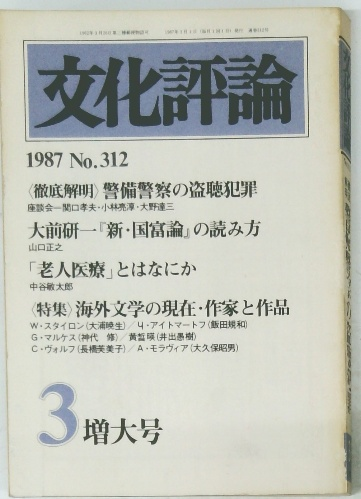 文化評論
1987 No.312
〈徹底解明〉警備警察の盗聴犯罪
座談会―関口孝夫・小林亮淳・大野達三
大前研一『新・国富論』の読み方
山口正之
「老人医療」とはなにか
中谷敏太郎
〈特集〉海外文学の現在・作家と作品
W・スタイロン(大浦暁生)／Ч・アイトマートフ(飯田規和)
G・マルケス(神代 修)／黄晳暎(井出愚樹)
C・ヴォルフ(長橋芙美子)／A・モラヴィア(大久保昭男)
3 増大号